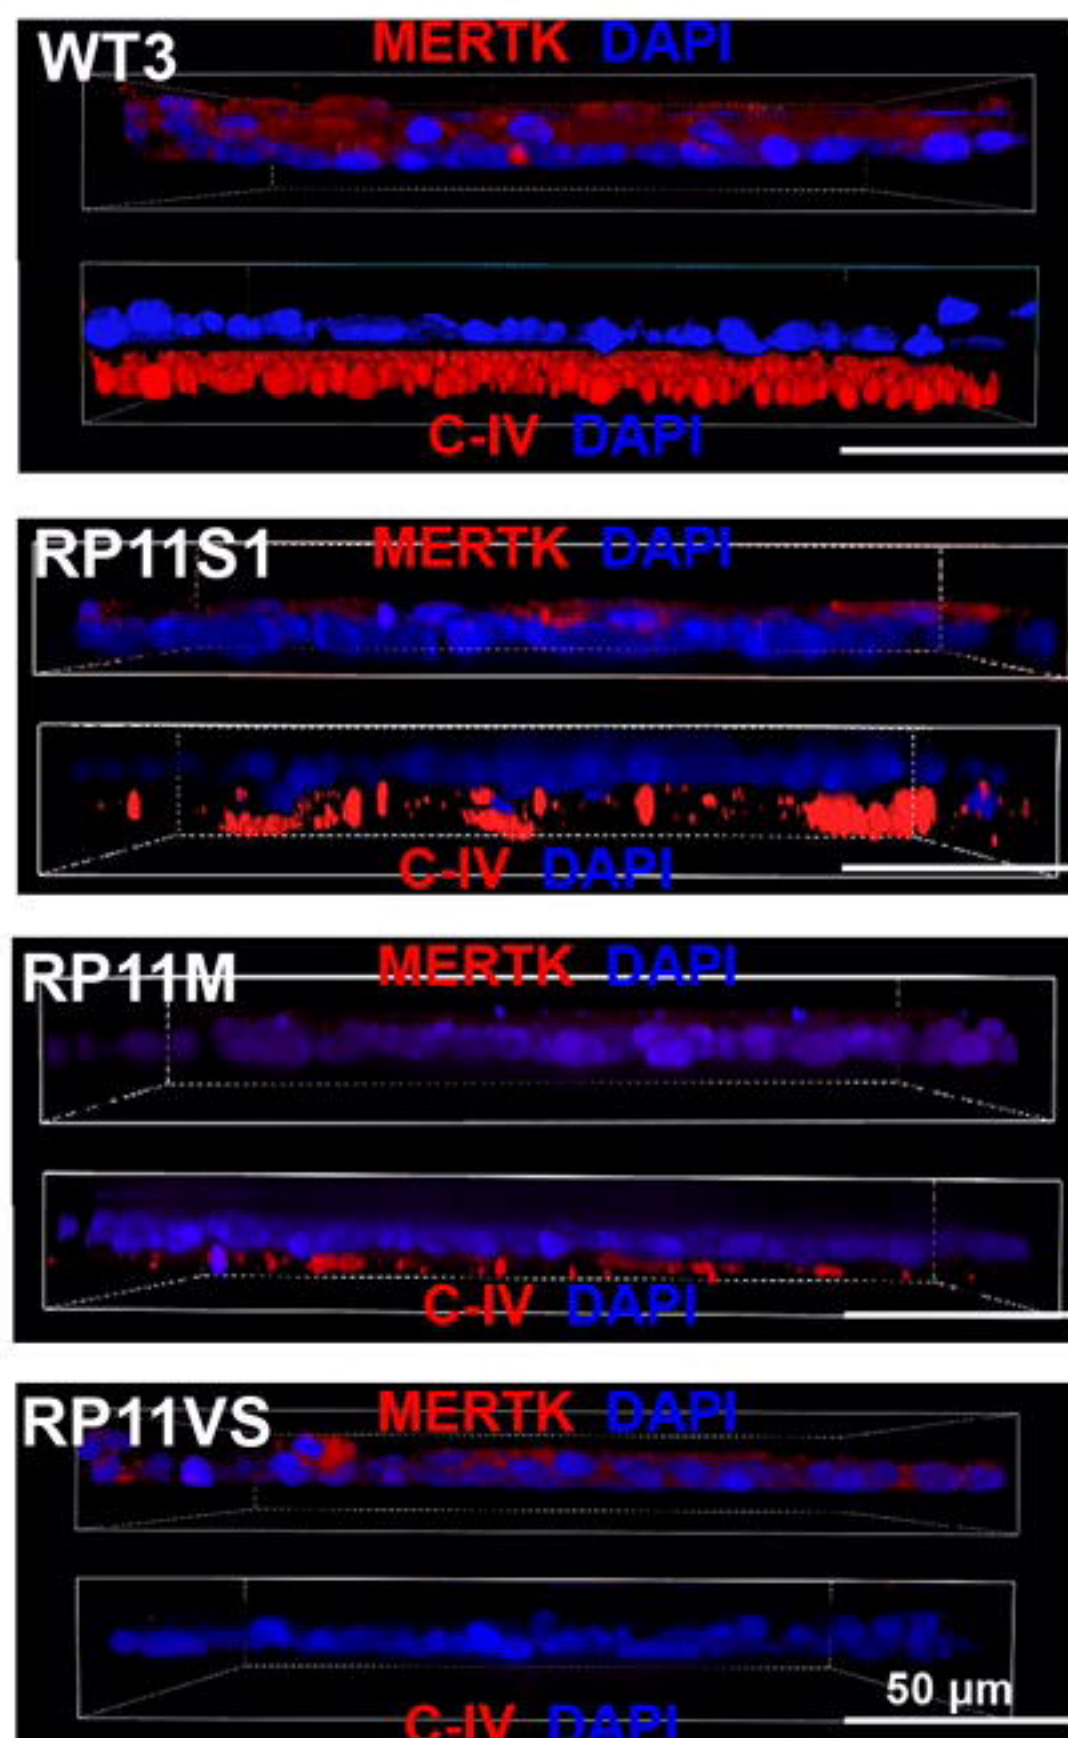 WT3 MERTK DAPI
C-IV DAPI
RP11S1 MERTK DAPI
C-IV DAPI
RP11M MERTK DAPI
C-IV DAPI
RP11VS MERTK DAPI
50 µm
C-IV DAPI